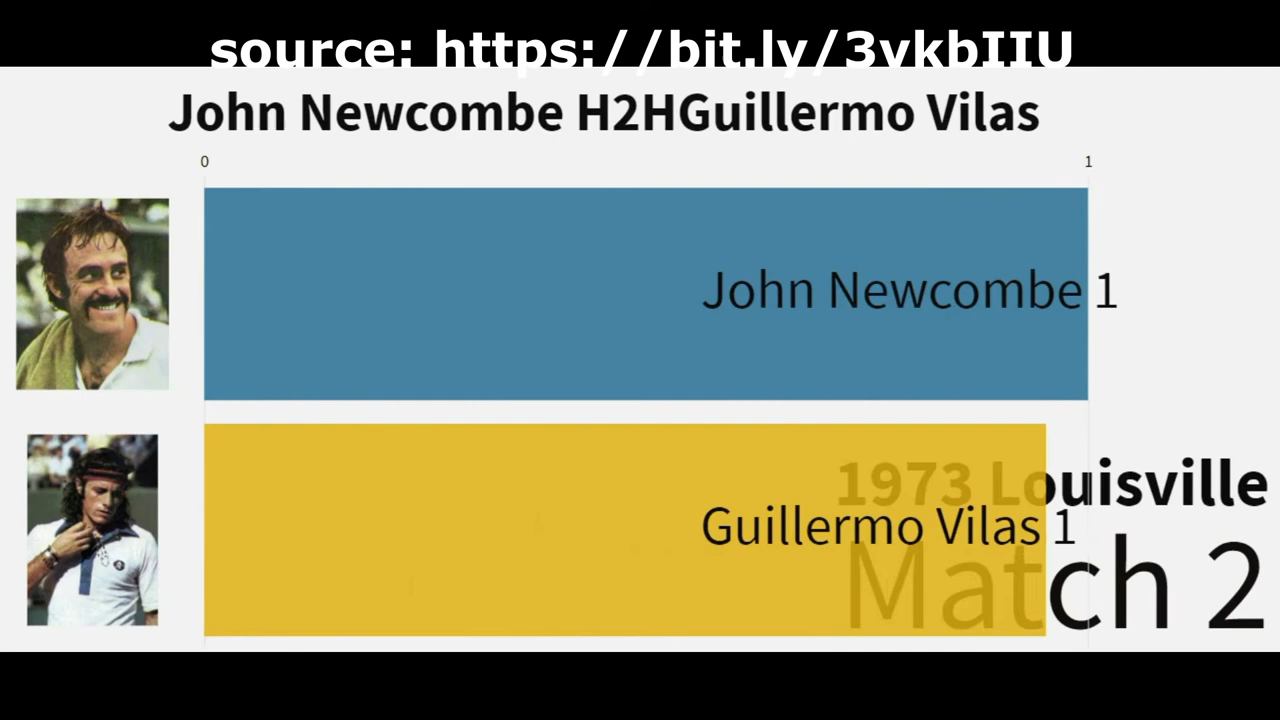 source: https://bit.ly/3ykbIIU
John Newcombe H2HGuillermo Vilas
0 1
John Newcombe 1
1973 Louisville
Guillermo Vilas 1
Match 2